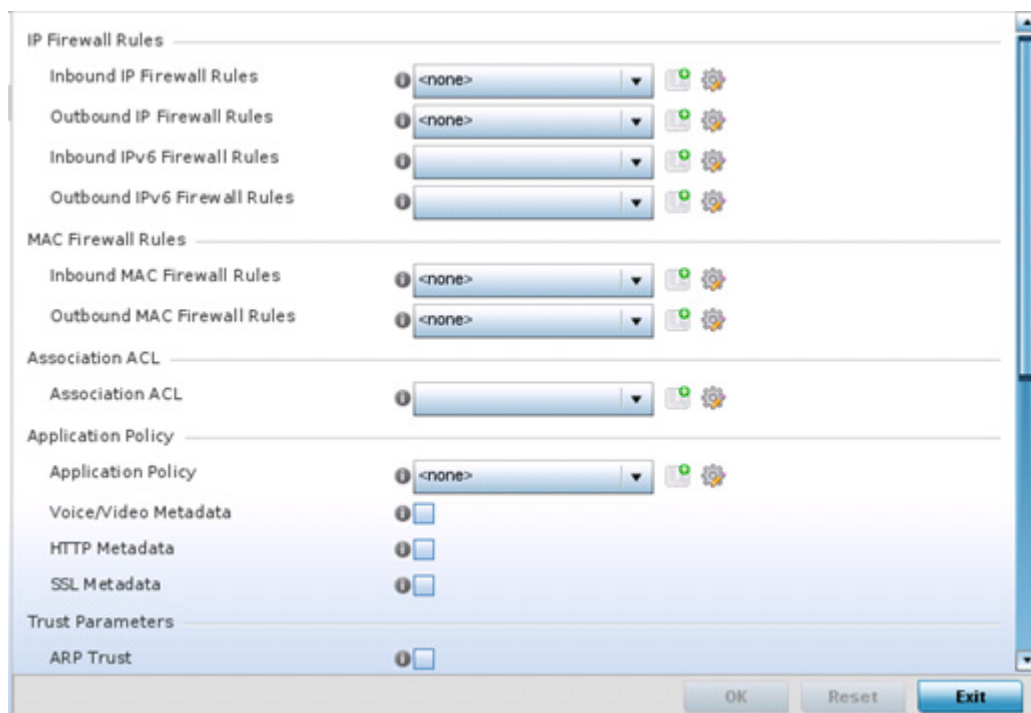 IP Firewall Rules
Inbound IP Firewall Rules <none>
Outbound IP Firewall Rules <none>
Inbound IPv6 Firewall Rules
Outbound IPv6 Firewall Rules
MAC Firewall Rules
Inbound MAC Firewall Rules <none>
Outbound MAC Firewall Rules <none>
Association ACL
Association ACL
Application Policy
Application Policy <none>
Voice/Video Metadata
HTTP Metadata
SSL Metadata
Trust Parameters
ARP Trust
OK Reset Exit